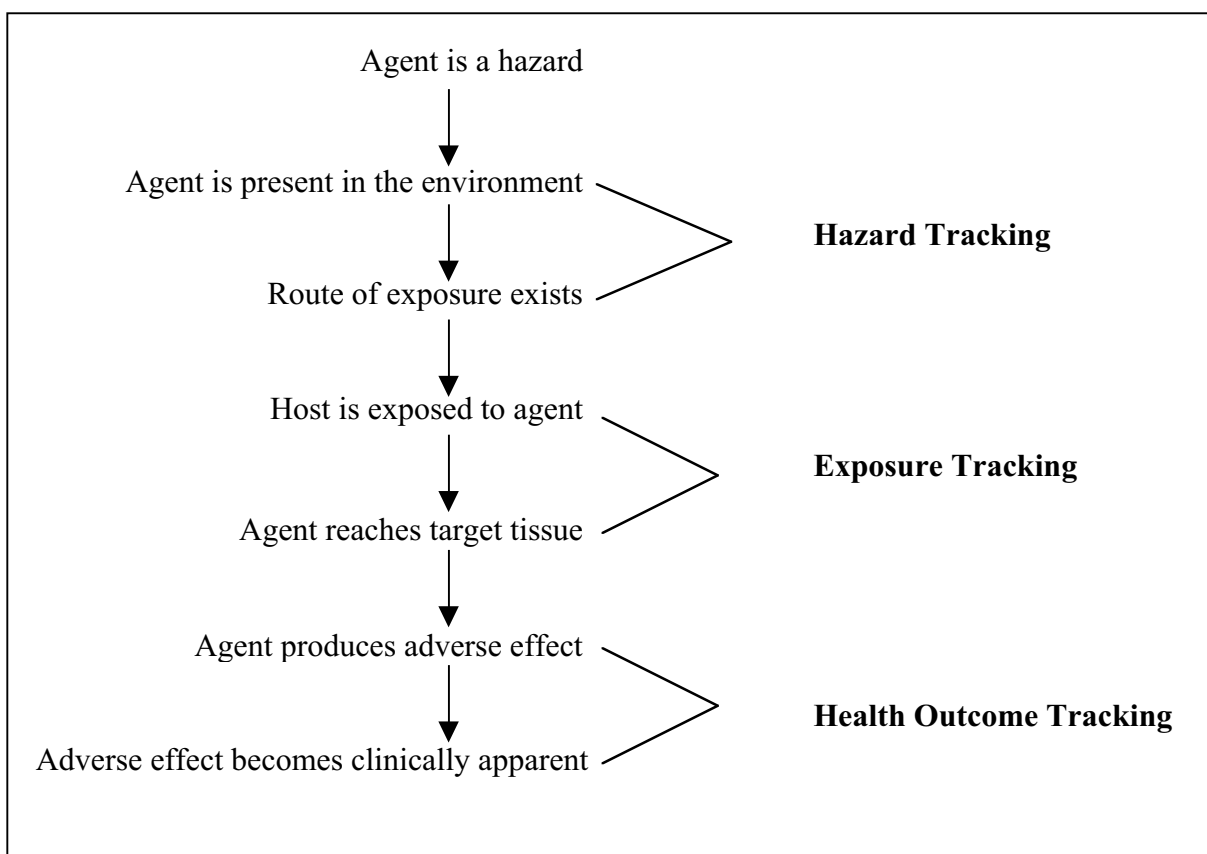 Agent is a hazard
Agent is present in the environment
Hazard Tracking
Route of exposure exists
Host is exposed to agent
Exposure Tracking
Agent reaches target tissue
Agent produces adverse effect
Health Outcome Tracking
Adverse effect becomes clinically apparent